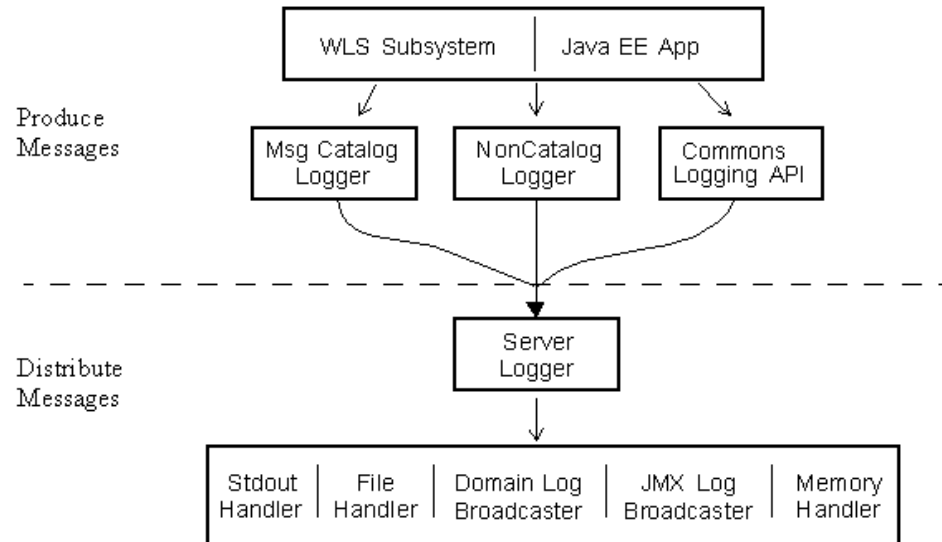 WLS Subsystem
Java EE App
Produce
Messages
Msg Catalog
Logger
NonCatalog
Logger
Commons
Logging API
Distribute
Messages
Server
Logger
Stdout
Handler
File
Handler
Domain Log
Broadcaster
JMX Log
Broadcaster
Memory
Handler